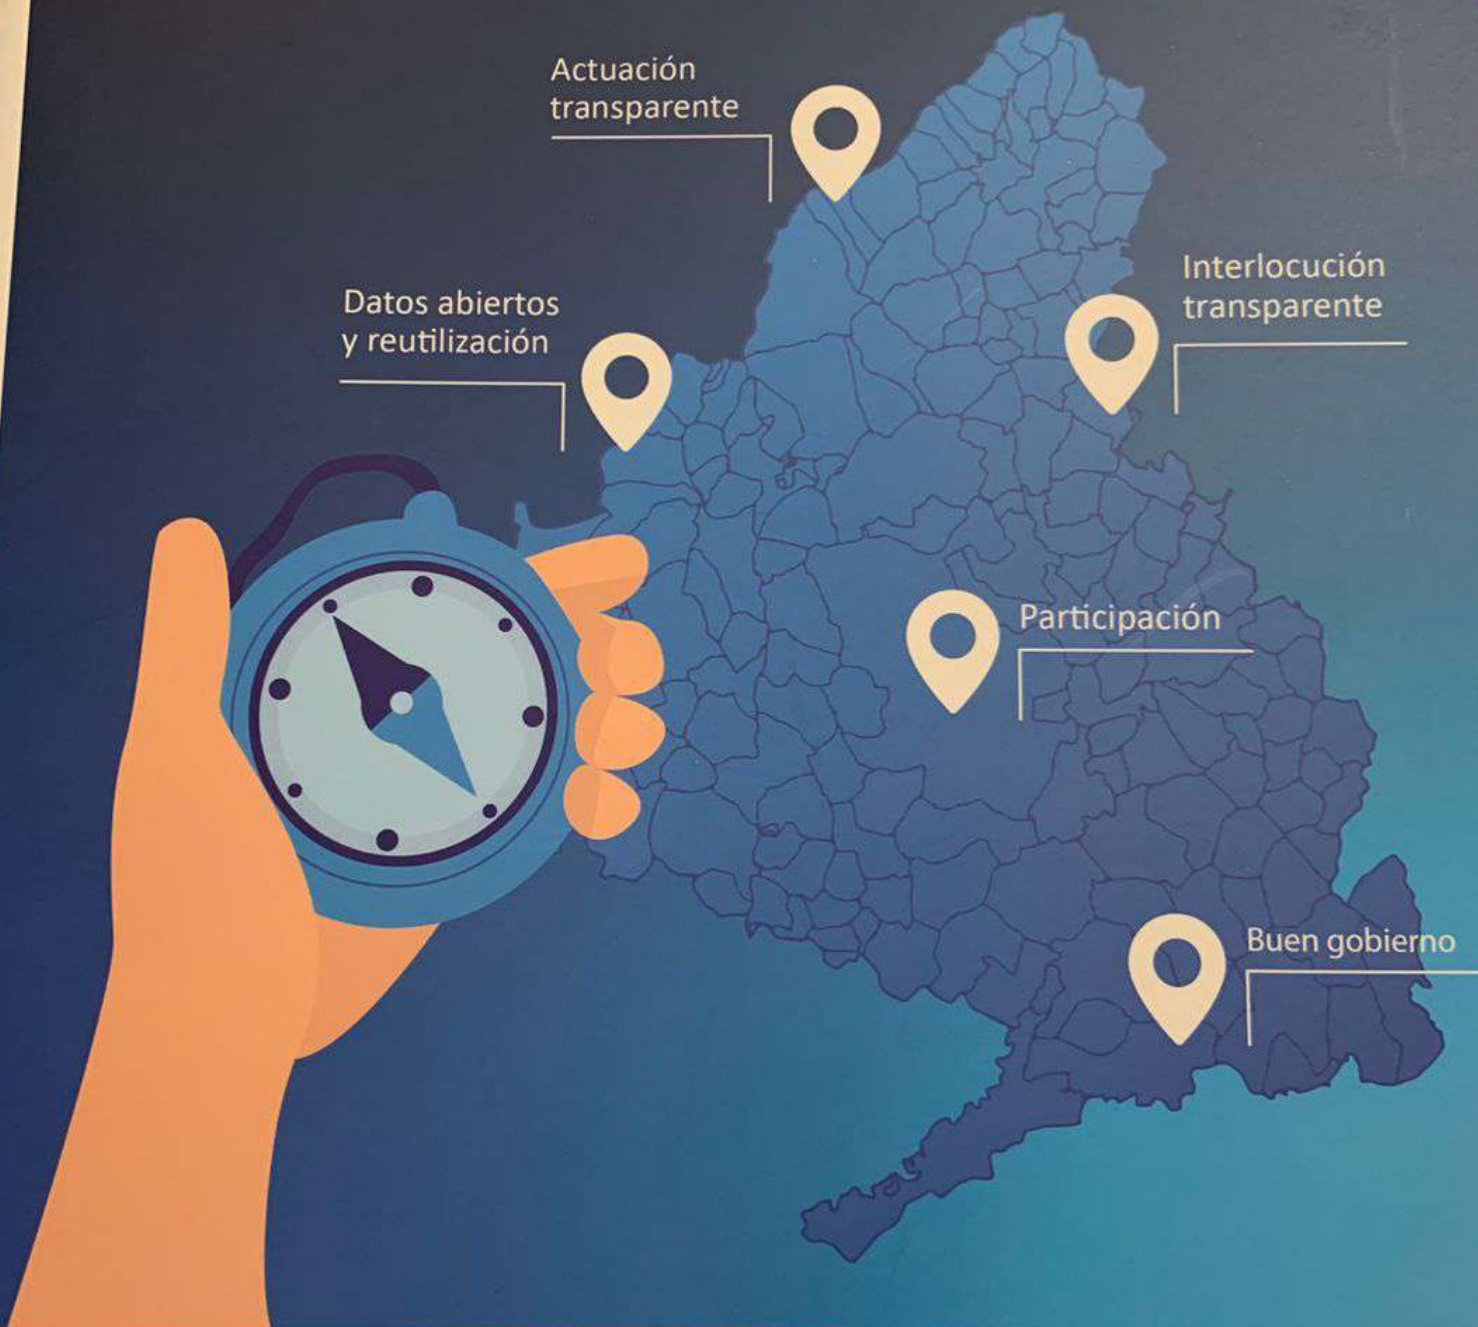 Actuación
transparente
Interlocución
transparente
Datos abiertos
y reutilización
Participación
Buen gobierno